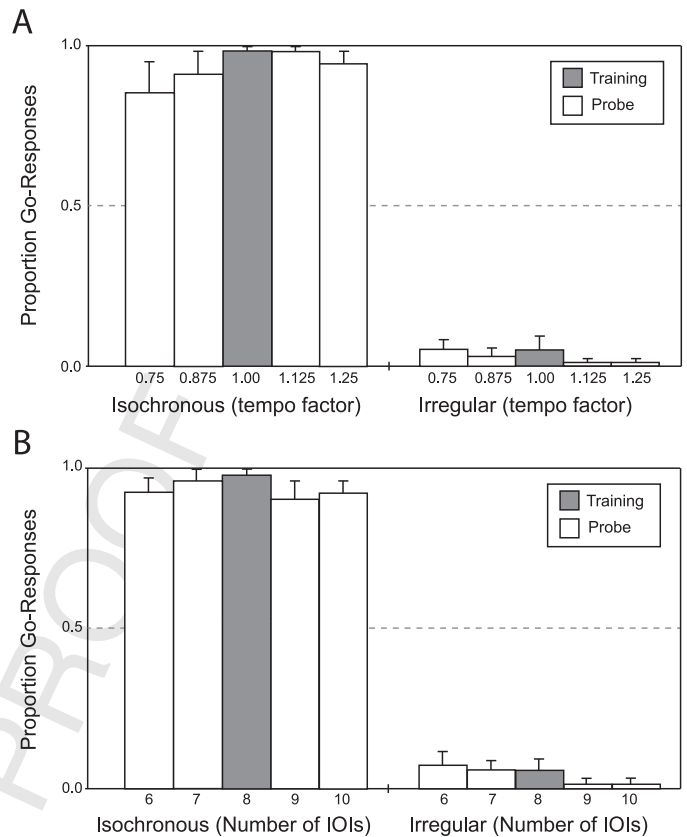 A
Proportion Go-Responses
1.0
0.5
0.0
Training
Probe
0.75 0.875 1.00 1.125 1.25 0.75 0.875 1.00 1.125 1.25
Isochronous (tempo factor) Irregular (tempo factor)
B
Proportion Go-Responses
1.0
0.5
0.0
Training
Probe
6 7 8 9 10 6 7 8 9 10
Isochronous (Number of IOIs) Irregular (Number of IOIs)
PROOF